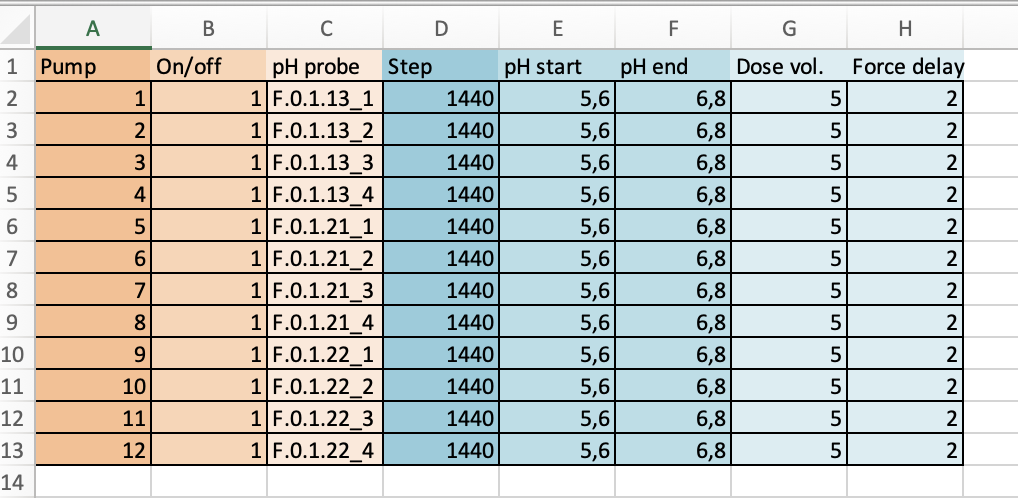 A B C D E F G H
1 Pump On/off pH probe Step pH start pH end Dose vol. Force delay
2 1 1 F.0.1.13_1 1440 5,6 6,8 5 2
3 2 1 F.0.1.13_2 1440 5,6 6,8 5 2
4 3 1 F.0.1.13_3 1440 5,6 6,8 5 2
5 4 1 F.0.1.13_4 1440 5,6 6,8 5 2
6 5 1 F.0.1.21_1 1440 5,6 6,8 5 2
7 6 1 F.0.1.21_2 1440 5,6 6,8 5 2
8 7 1 F.0.1.21_3 1440 5,6 6,8 5 2
9 8 1 F.0.1.21_4 1440 5,6 6,8 5 2
10 9 1 F.0.1.22_1 1440 5,6 6,8 5 2
11 10 1 F.0.1.22_2 1440 5,6 6,8 5 2
12 11 1 F.0.1.22_3 1440 5,6 6,8 5 2
13 12 1 F.0.1.22_4 1440 5,6 6,8 5 2
14